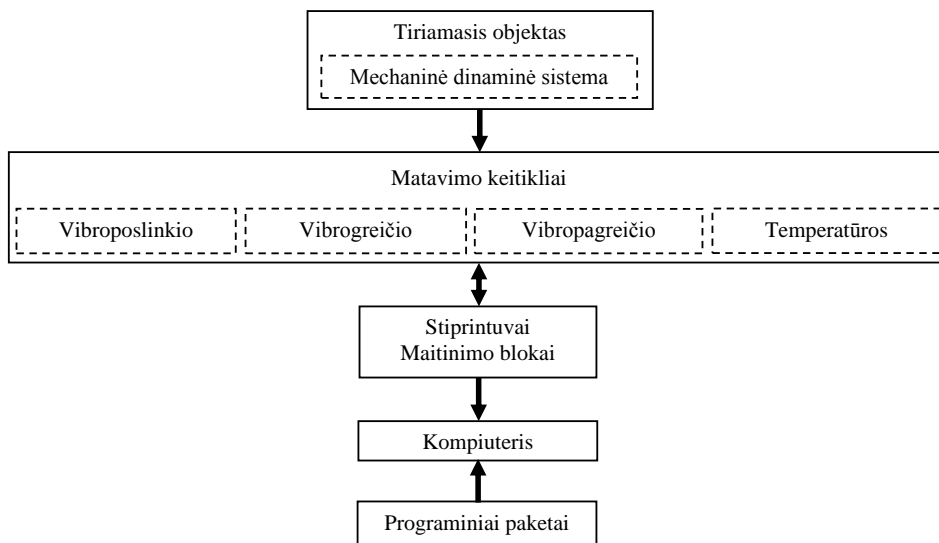 Tiriamasis objektas
Mechaninė dinaminė sistema
Matavimo keitikliai
Vibroposlinkio
Vibrogreičio
Vibropagreičio
Temperatūros
Stiprintuvai
Maitinimo blokai
Kompiuteris
Programiniai paketai